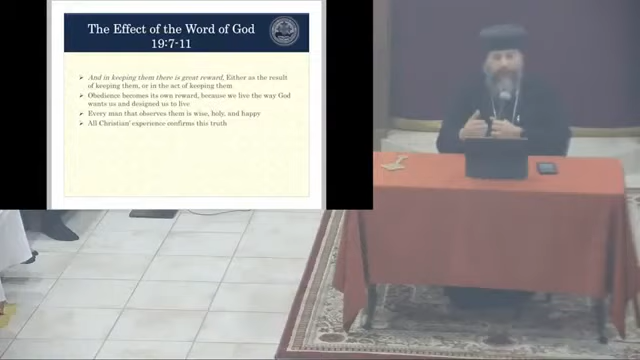 The Effect of the Word of God
19:7-11
And in keeping them there is great reward, Either as the result
of keeping them, or in the act of keeping them
Obedience becomes its own reward, because we live the way God
wants us and designed us to live
Every man that observes them is wise, holy, and happy
All Christian' experience confirms this truth